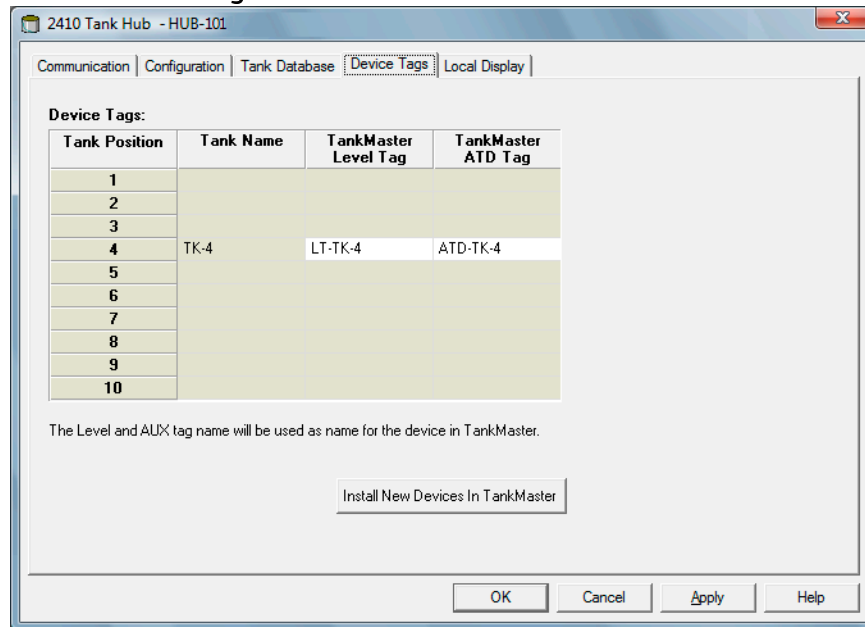 2410 Tank Hub - HUB-101
Communication Configuration Tank Database Device Tags Local Display
Device Tags:
Tank Position Tank Name TankMaster Level Tag TankMaster ATD Tag
1
2
3
4 TK-4 LT-TK-4 ATD-TK-4
5
6
7
8
9
10
The Level and AUX tag name will be used as name for the device in TankMaster.
Install New Devices In TankMaster
OK Cancel Apply Help